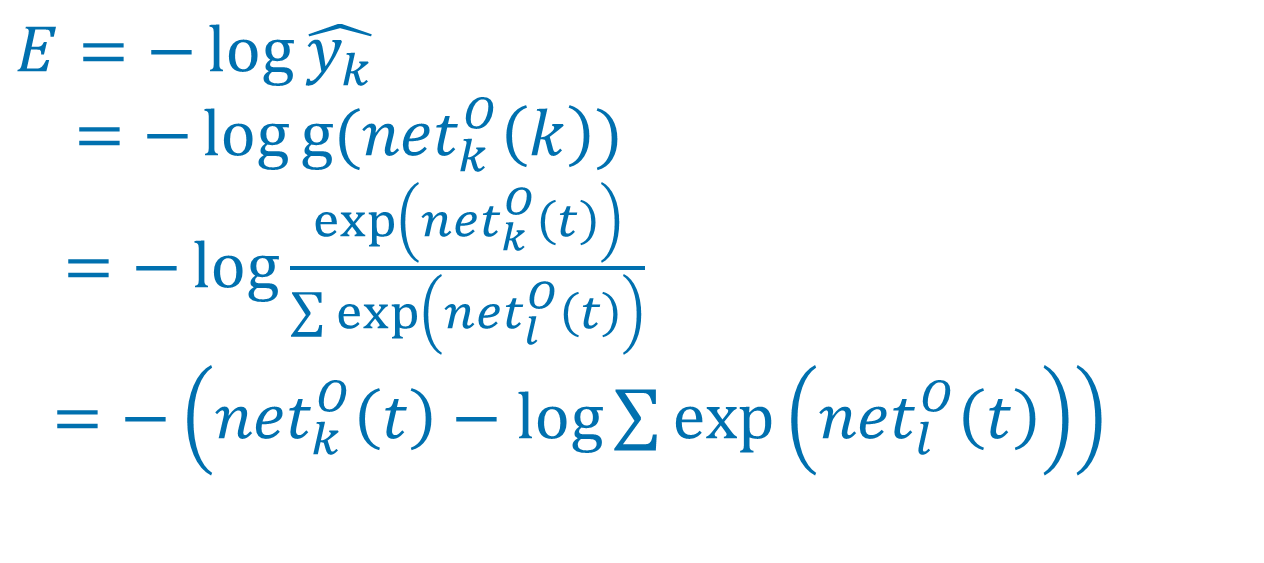 E = − log ŷ_k
= − log g(net_k^O(k))
= − log exp(net_k^O(t)) / ∑ exp(net_l^O(t))
= −(net_k^O(t) − log ∑ exp(net_l^O(t)))